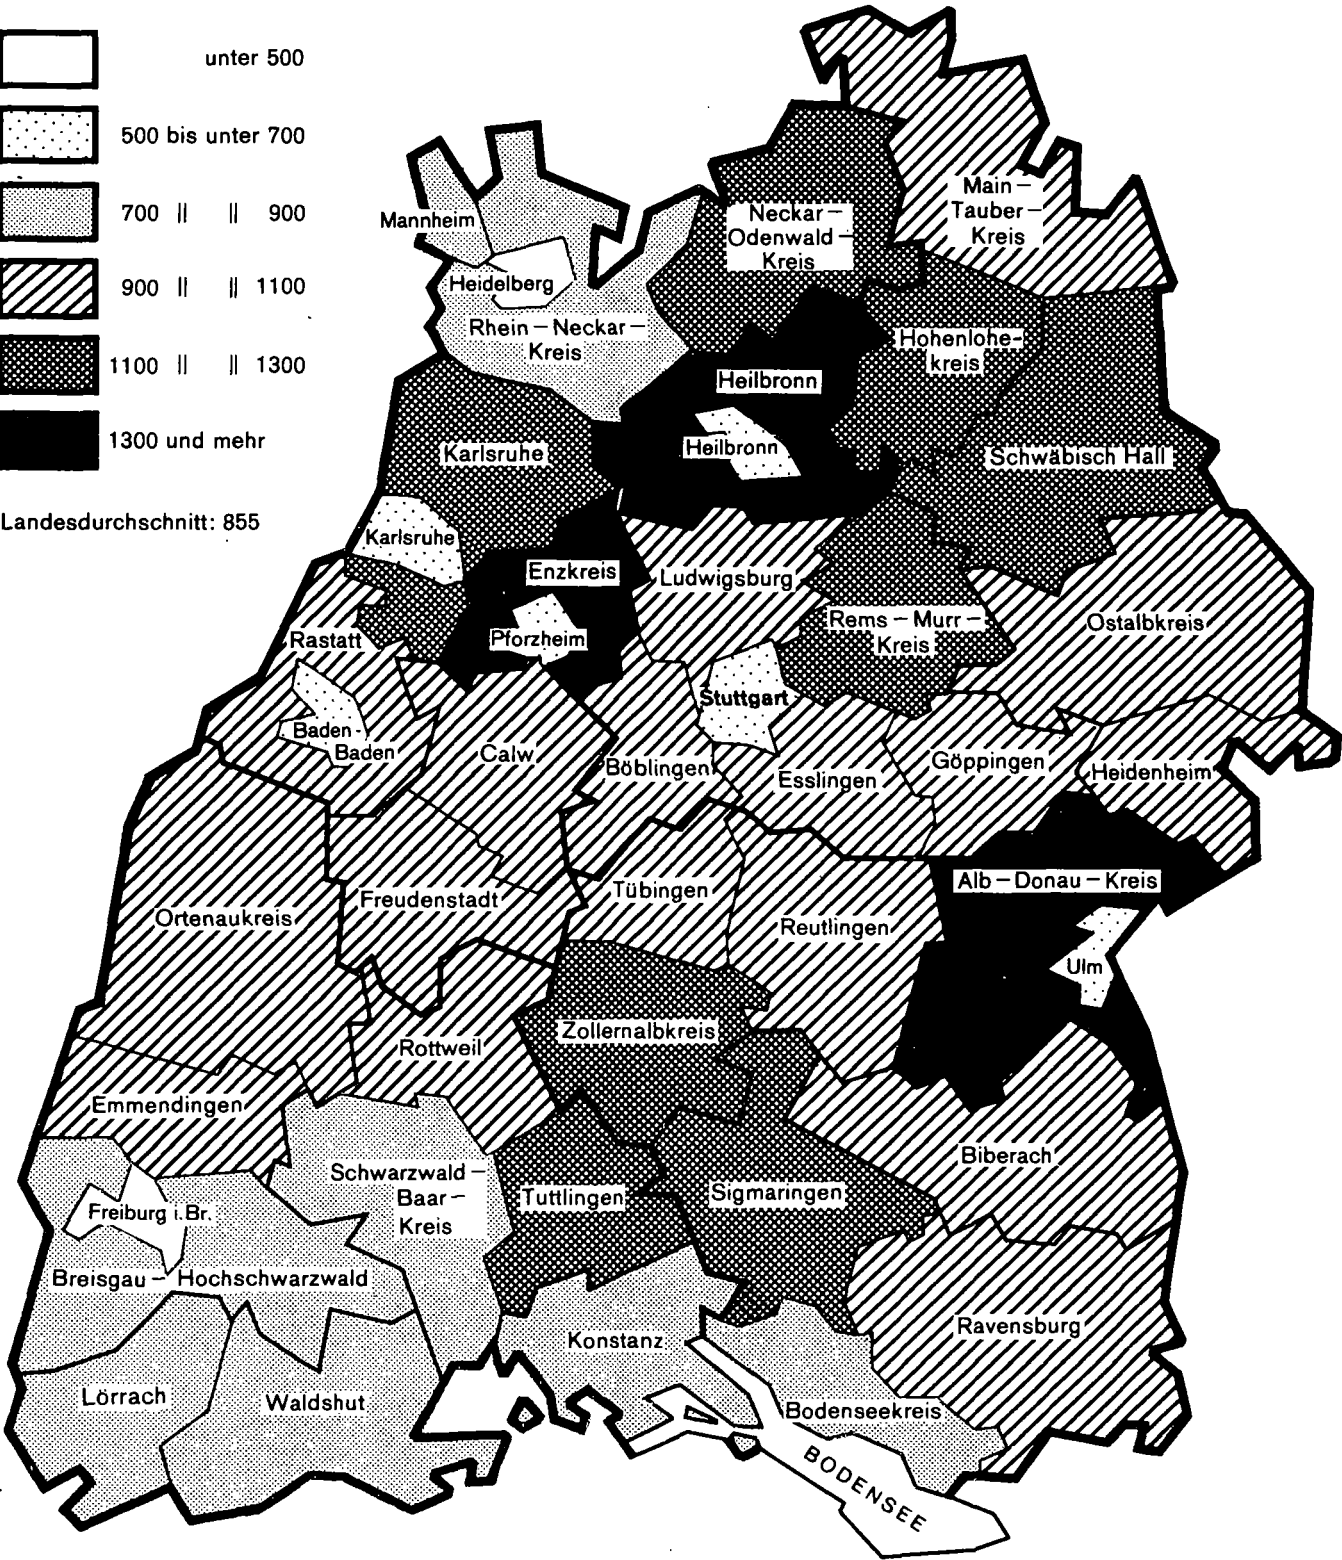 unter 500
500 bis unter 700
700 || || 900
900 || || 1100
1100 || || 1300
1300 und mehr
Landesdurchschnitt: 855
Main –
Tauber –
Kreis
Mannheim
Neckar –
Odenwald –
Kreis
Heidelberg
Rhein – Neckar –
Kreis
Hohenlohe-
kreis
Heilbronn
Heilbronn
Karlsruhe
Schwäbisch Hall
Karlsruhe
Enzkreis
Ludwigsburg
Pforzheim
Rems – Murr –
Kreis
Ostalbkreis
Rastatt
Stuttgart
Baden-
Baden
Calw
Böblingen
Esslingen
Göppingen
Heidenheim
Alb – Donau – Kreis
Freudenstadt
Tübingen
Ortenaukreis
Reutlingen
Ulm
Zollernalbkreis
Rottweil
Emmendingen
Biberach
Schwarzwald –
Baar –
Kreis
Tuttlingen
Sigmaringen
Freiburg i.Br.
Breisgau – Hochschwarzwald
Ravensburg
Konstanz
Lörrach
Waldshut
Bodenseekreis
BODENSEE